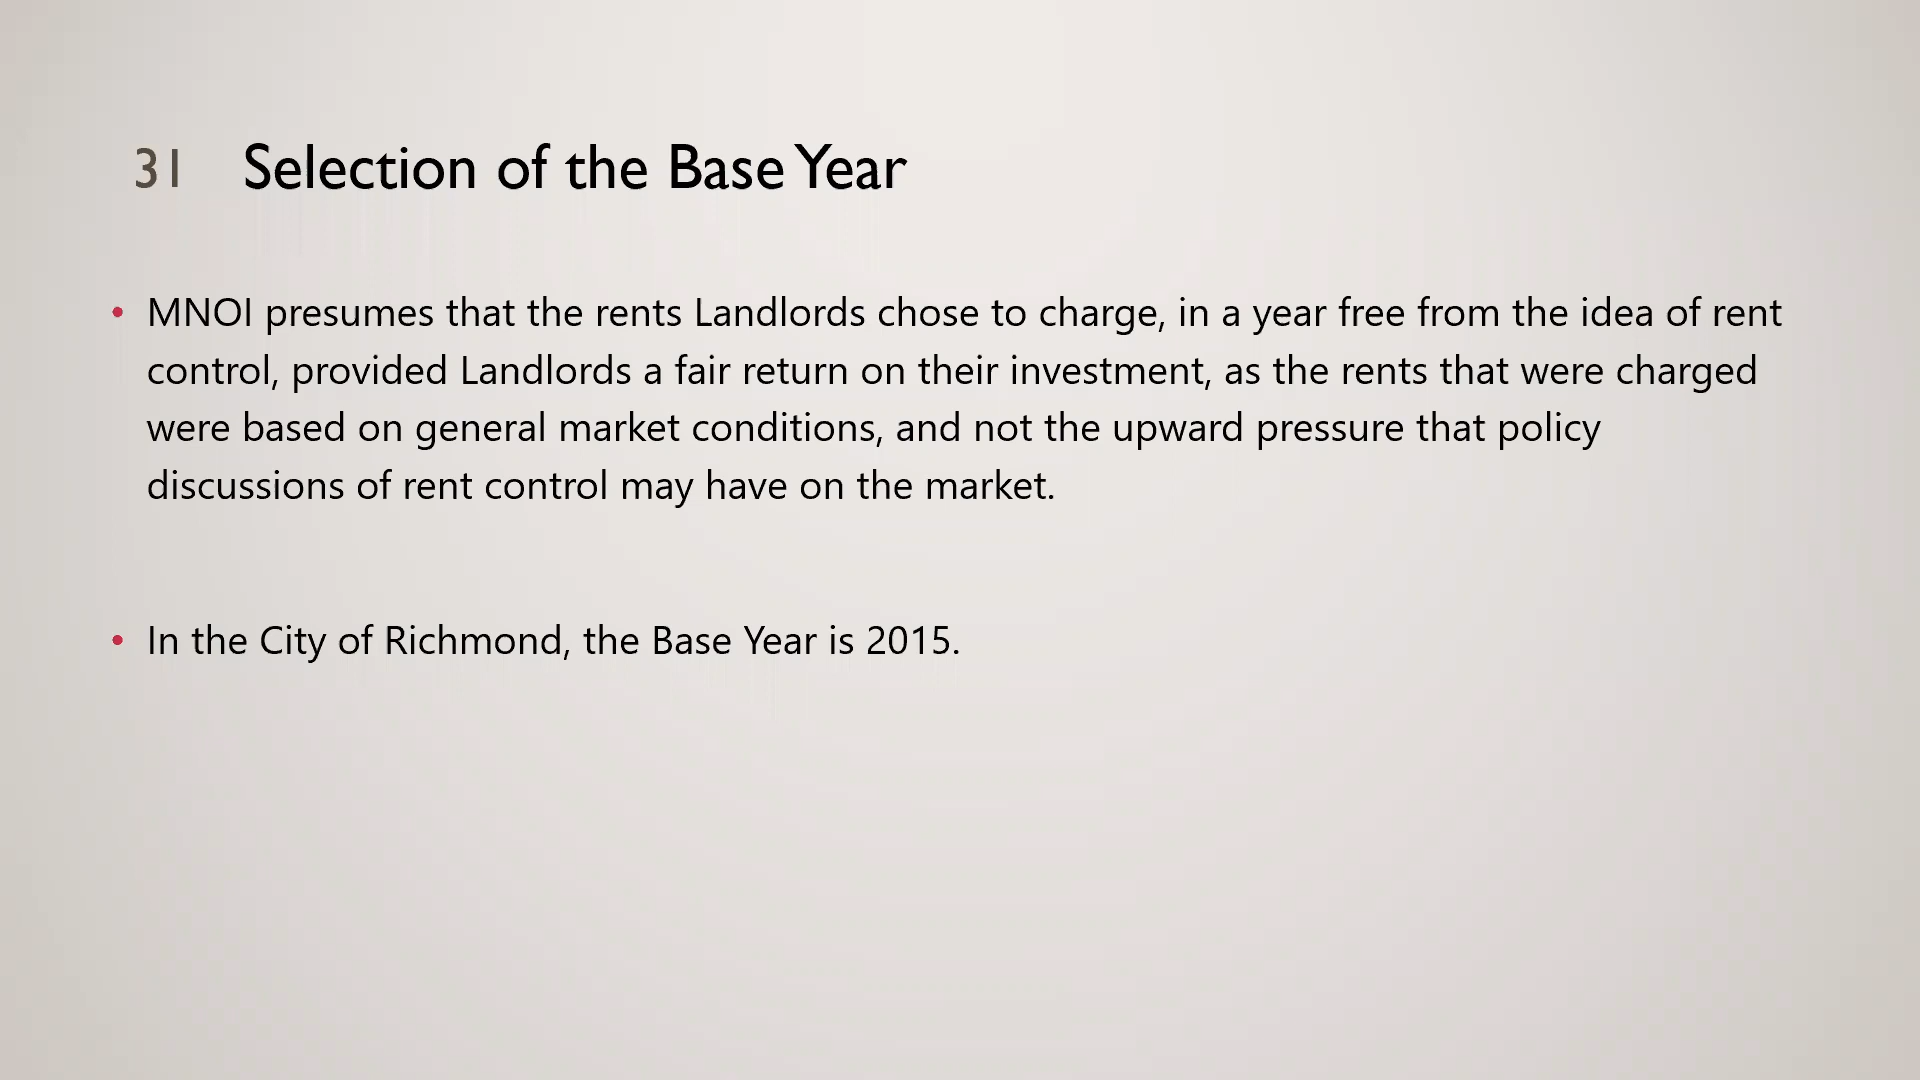 31 Selection of the Base Year
• MNOI presumes that the rents Landlords chose to charge, in a year free from the idea of rent
control, provided Landlords a fair return on their investment, as the rents that were charged
were based on general market conditions, and not the upward pressure that policy
discussions of rent control may have on the market.
• In the City of Richmond, the Base Year is 2015.